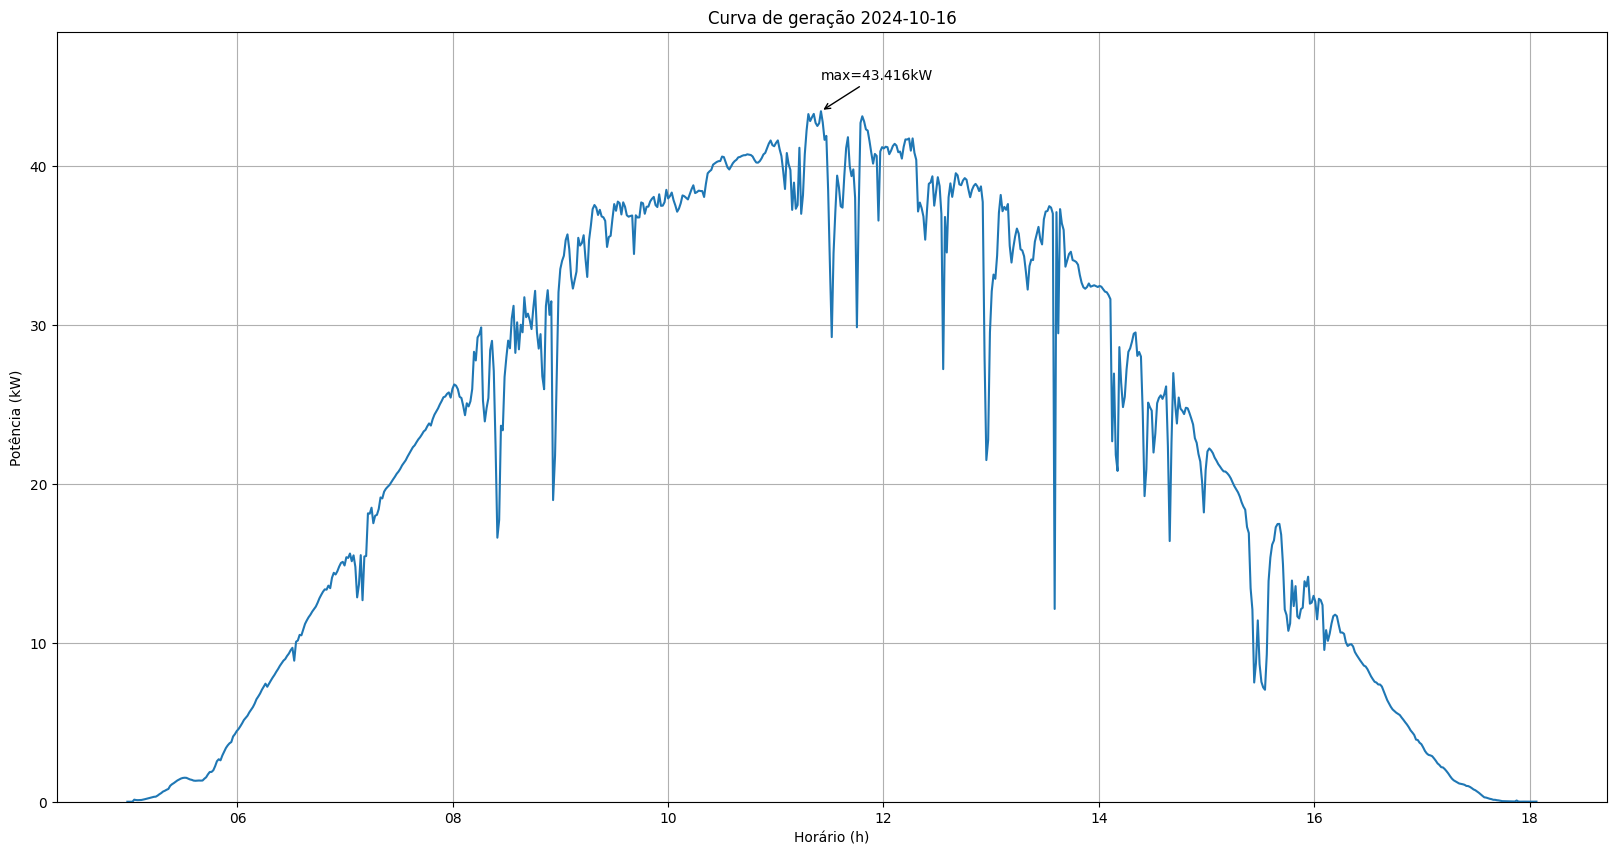 Curva de geração 2024-10-16
max=43.416kW
Potência (kW)
40
30
20
10
0
06 08 10 12 14 16 18
Horário (h)